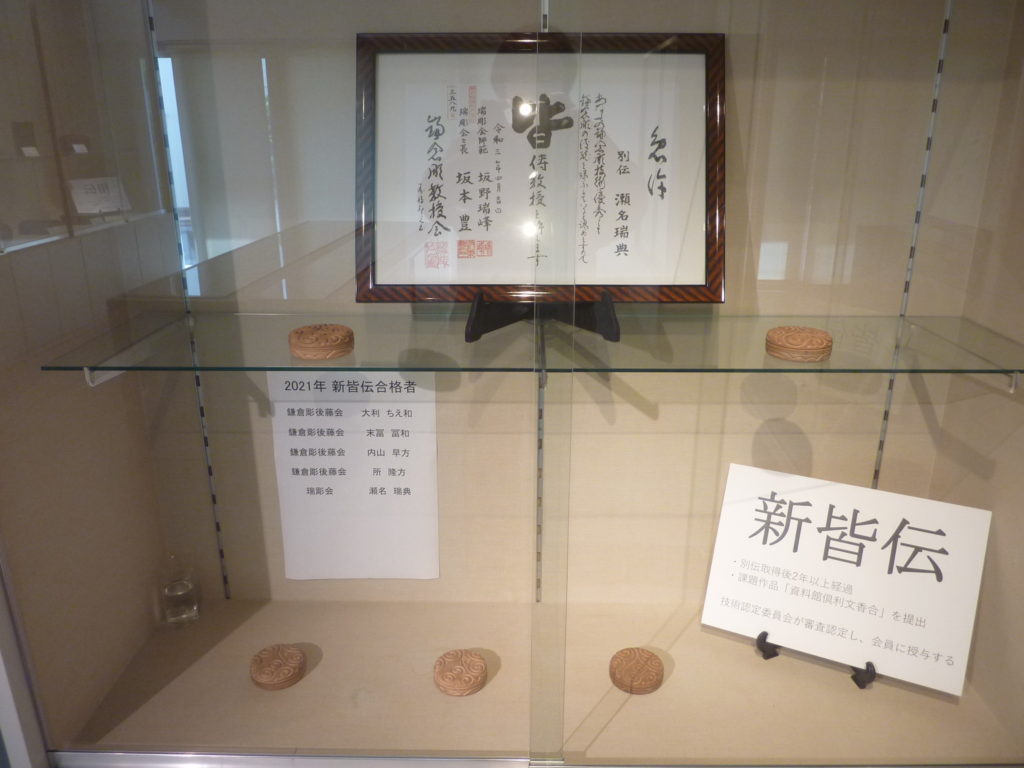 免許
別伝 瀬名瑞典
皆
傳教授
令和三年四月
瑞彫会師範 坂野瑞峰
瑞彫会々長 坂本豊
鎌倉彫教授会
2021年 新皆伝合格者
鎌倉彫後藤会 大利 ちえ和
鎌倉彫後藤会 末冨 冨和
鎌倉彫後藤会 内山 早方
鎌倉彫後藤会 所 隆方
瑞彫会 瀬名 瑞典
新皆伝
・別伝取得後2年以上経過
・課題作品「資料館倶利文香合」を提出
技術認定委員会が審査認定し、会員に授与する